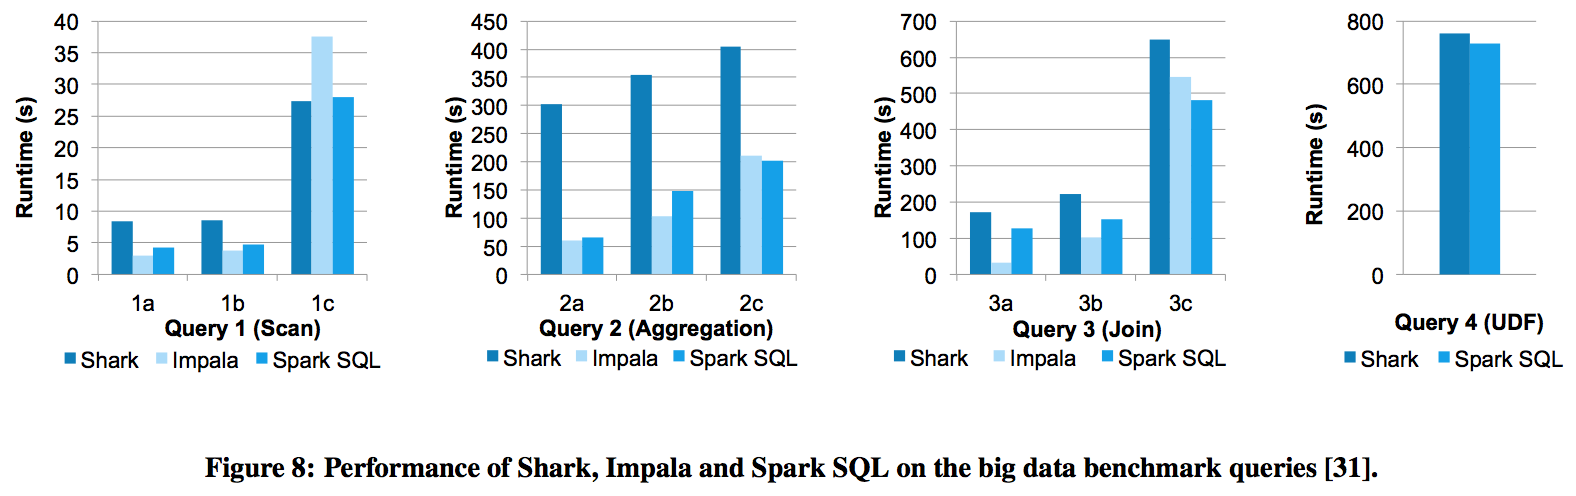 40
35
30
25
20
15
10
5
0
Runtime (s)
1a 1b 1c
Query 1 (Scan)
Shark Impala Spark SQL
450
400
350
300
250
200
150
100
50
0
Runtime (s)
2a 2b 2c
Query 2 (Aggregation)
Shark Impala Spark SQL
700
600
500
400
300
200
100
0
Runtime (s)
3a 3b 3c
Query 3 (Join)
Shark Impala Spark SQL
800
600
400
200
0
Runtime (s)
Query 4 (UDF)
Shark Spark SQL
Figure 8: Performance of Shark, Impala and Spark SQL on the big data benchmark queries [31].